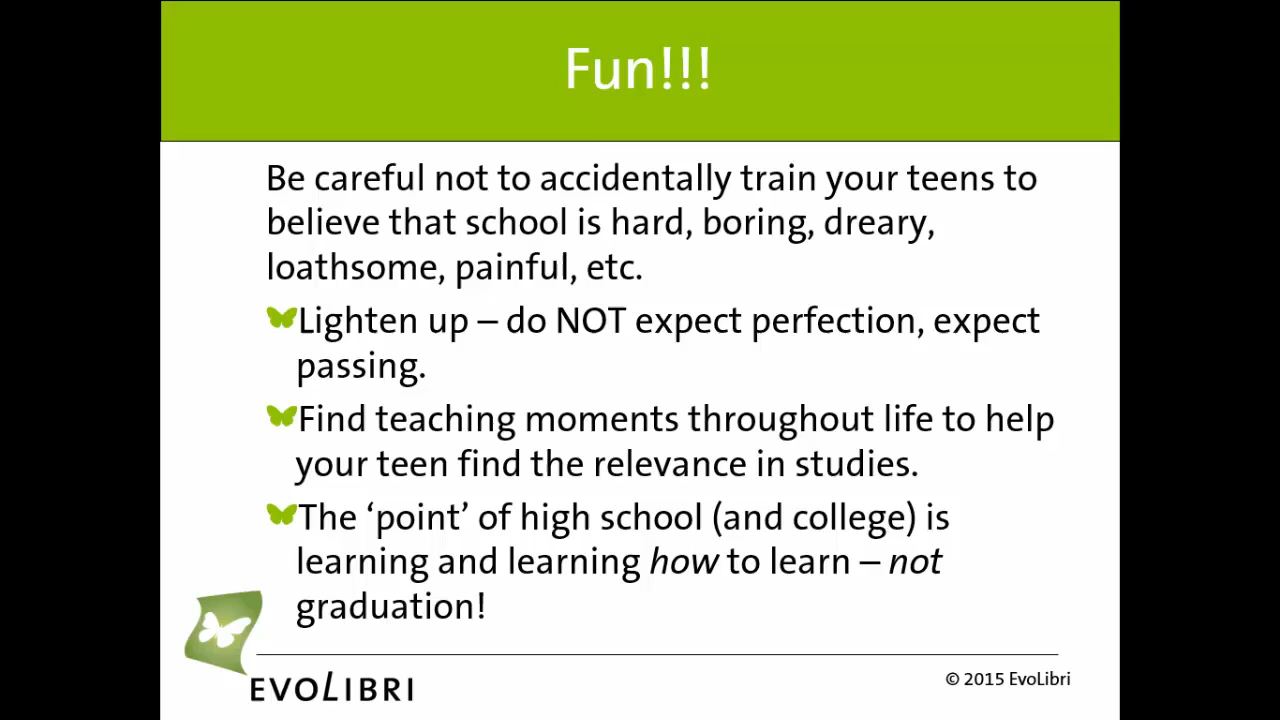 Fun!!!
Be careful not to accidentally train your teens to
believe that school is hard, boring, dreary,
loathsome, painful, etc.
Lighten up – do NOT expect perfection, expect
passing.
Find teaching moments throughout life to help
your teen find the relevance in studies.
The ‘point’ of high school (and college) is
learning and learning how to learn – not
graduation!
EVOLIBRI
© 2015 EvoLibri